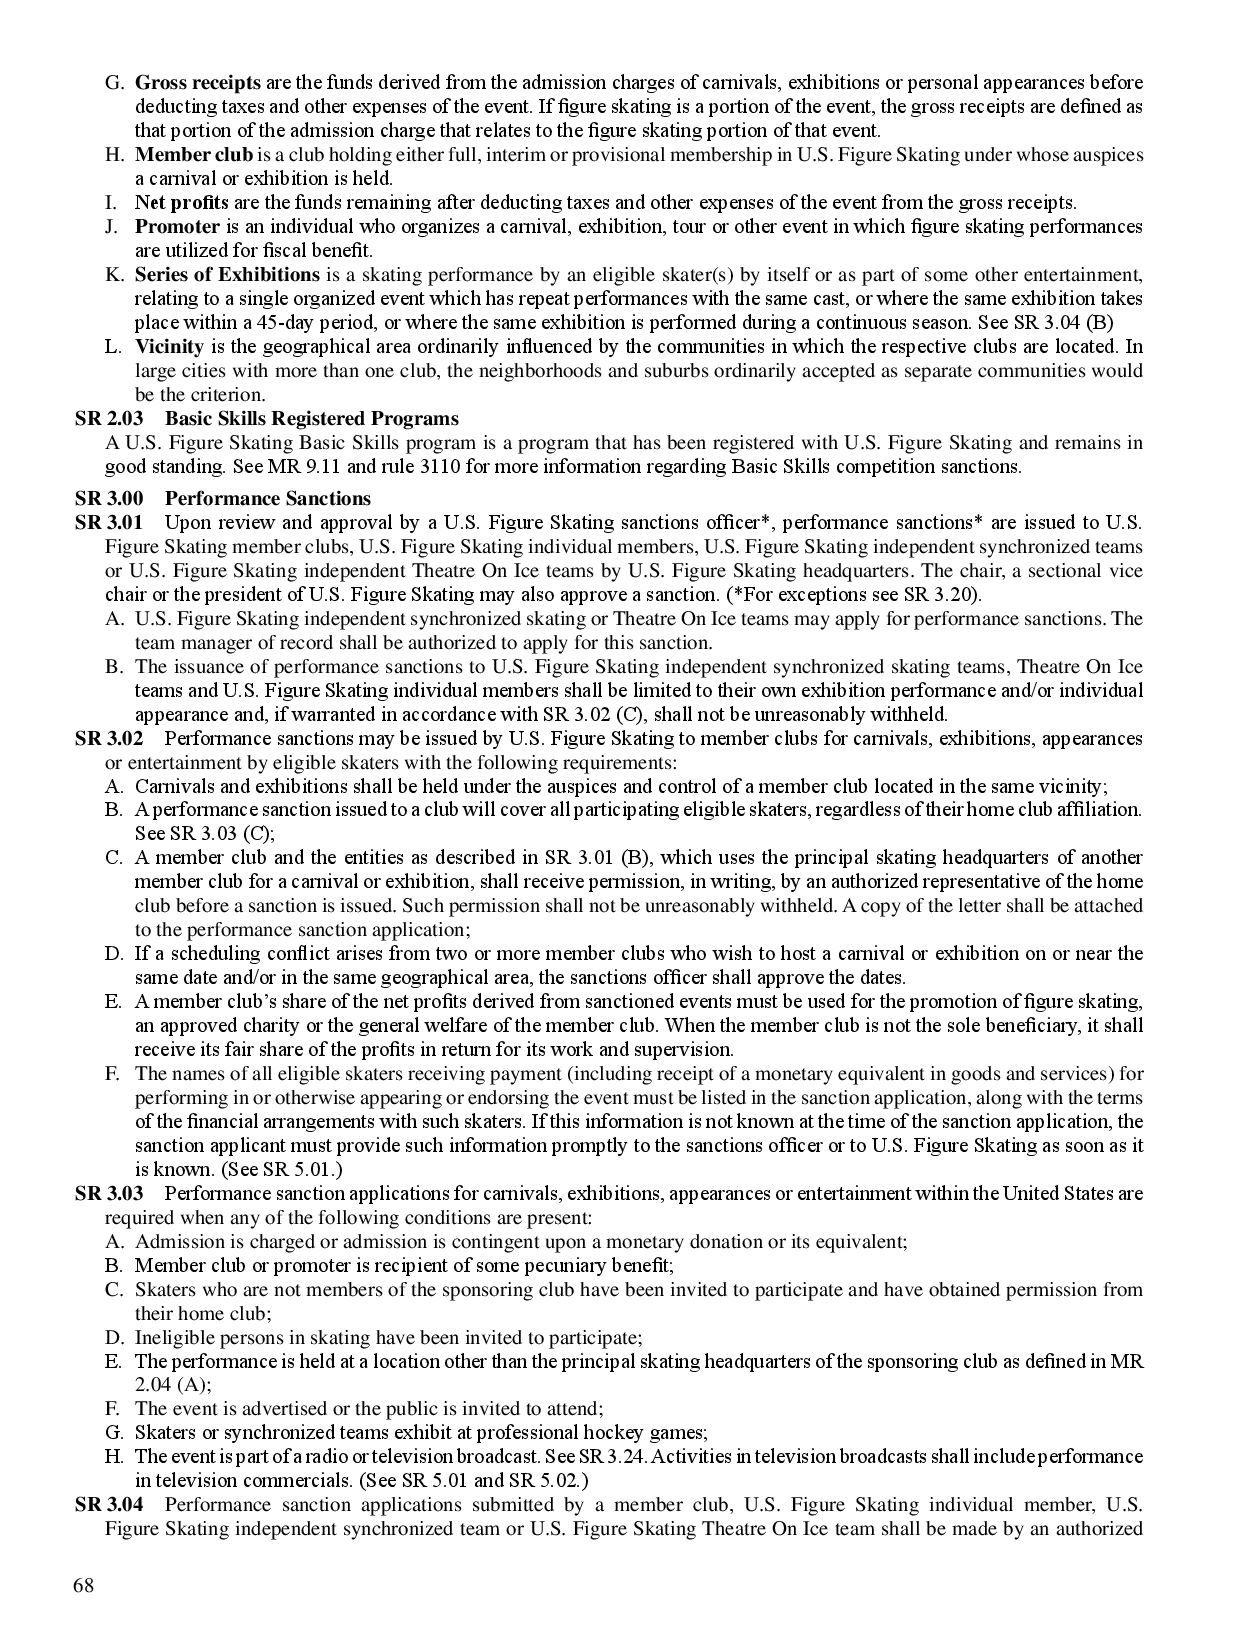 G. Gross receipts are the funds derived from the admission charges of carnivals, exhibitions or personal appearances before
deducting taxes and other expenses of the event. If figure skating is a portion of the event, the gross receipts are defined as
that portion of the admission charge that relates to the figure skating portion of that event.
H. Member club is a club holding either full, interim or provisional membership in U.S. Figure Skating under whose auspices
a carnival or exhibition is held.
I. Net profits are the funds remaining after deducting taxes and other expenses of the event from the gross receipts.
J. Promoter is an individual who organizes a carnival, exhibition, tour or other event in which figure skating performances
are utilized for fiscal benefit.
K. Series of Exhibitions is a skating performance by an eligible skater(s) by itself or as part of some other entertainment,
relating to a single organized event which has repeat performances with the same cast, or where the same exhibition takes
place within a 45-day period, or where the same exhibition is performed during a continuous season. See SR 3.04 (B)
L. Vicinity is the geographical area ordinarily influenced by the communities in which the respective clubs are located. In
large cities with more than one club, the neighborhoods and suburbs ordinarily accepted as separate communities would
be the criterion.
SR 2.03 Basic Skills Registered Programs
A U.S. Figure Skating Basic Skills program is a program that has been registered with U.S. Figure Skating and remains in
good standing. See MR 9.11 and rule 3110 for more information regarding Basic Skills competition sanctions.
SR 3.00 Performance Sanctions
SR 3.01 Upon review and approval by a U.S. Figure Skating sanctions officer*, performance sanctions* are issued to U.S.
Figure Skating member clubs, U.S. Figure Skating individual members, U.S. Figure Skating independent synchronized teams
or U.S. Figure Skating independent Theatre On Ice teams by U.S. Figure Skating headquarters. The chair, a sectional vice
chair or the president of U.S. Figure Skating may also approve a sanction. (*For exceptions see SR 3.20).
A. U.S. Figure Skating independent synchronized skating or Theatre On Ice teams may apply for performance sanctions. The
team manager of record shall be authorized to apply for this sanction.
B. The issuance of performance sanctions to U.S. Figure Skating independent synchronized skating teams, Theatre On Ice
teams and U.S. Figure Skating individual members shall be limited to their own exhibition performance and/or individual
appearance and, if warranted in accordance with SR 3.02 (C), shall not be unreasonably withheld.
SR 3.02 Performance sanctions may be issued by U.S. Figure Skating to member clubs for carnivals, exhibitions, appearances
or entertainment by eligible skaters with the following requirements:
A. Carnivals and exhibitions shall be held under the auspices and control of a member club located in the same vicinity;
B. A performance sanction issued to a club will cover all participating eligible skaters, regardless of their home club affiliation.
See SR 3.03 (C);
C. A member club and the entities as described in SR 3.01 (B), which uses the principal skating headquarters of another
member club for a carnival or exhibition, shall receive permission, in writing, by an authorized representative of the home
club before a sanction is issued. Such permission shall not be unreasonably withheld. A copy of the letter shall be attached
to the performance sanction application;
D. If a scheduling conflict arises from two or more member clubs who wish to host a carnival or exhibition on or near the
same date and/or in the same geographical area, the sanctions officer shall approve the dates.
E. A member club’s share of the net profits derived from sanctioned events must be used for the promotion of figure skating,
an approved charity or the general welfare of the member club. When the member club is not the sole beneficiary, it shall
receive its fair share of the profits in return for its work and supervision.
F. The names of all eligible skaters receiving payment (including receipt of a monetary equivalent in goods and services) for
performing in or otherwise appearing or endorsing the event must be listed in the sanction application, along with the terms
of the financial arrangements with such skaters. If this information is not known at the time of the sanction application, the
sanction applicant must provide such information promptly to the sanctions officer or to U.S. Figure Skating as soon as it
is known. (See SR 5.01.)
SR 3.03 Performance sanction applications for carnivals, exhibitions, appearances or entertainment within the United States are
required when any of the following conditions are present:
A. Admission is charged or admission is contingent upon a monetary donation or its equivalent;
B. Member club or promoter is recipient of some pecuniary benefit;
C. Skaters who are not members of the sponsoring club have been invited to participate and have obtained permission from
their home club;
D. Ineligible persons in skating have been invited to participate;
E. The performance is held at a location other than the principal skating headquarters of the sponsoring club as defined in MR
2.04 (A);
F. The event is advertised or the public is invited to attend;
G. Skaters or synchronized teams exhibit at professional hockey games;
H. The event is part of a radio or television broadcast. See SR 3.24. Activities in television broadcasts shall include performance
in television commercials. (See SR 5.01 and SR 5.02.)
SR 3.04 Performance sanction applications submitted by a member club, U.S. Figure Skating individual member, U.S.
Figure Skating independent synchronized team or U.S. Figure Skating Theatre On Ice team shall be made by an authorized
68